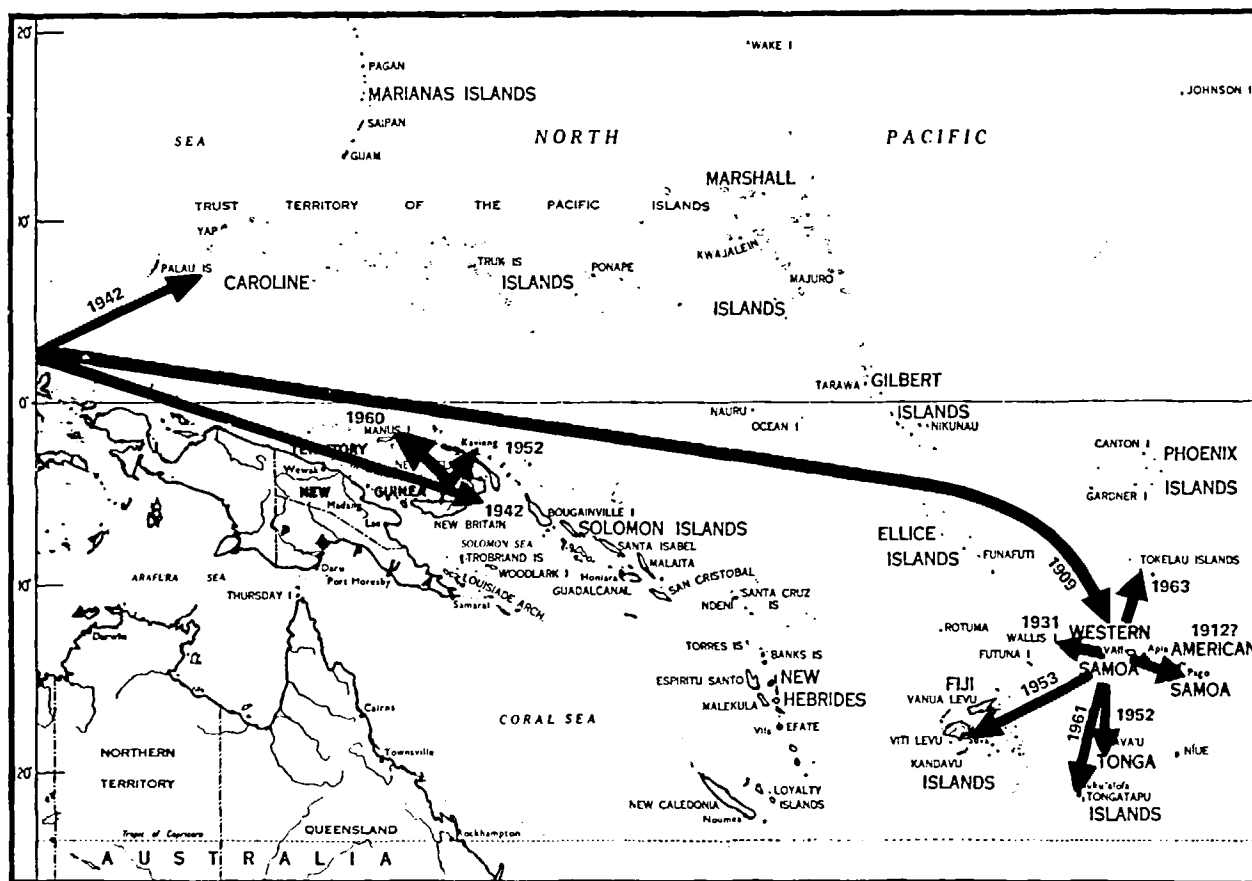 20°
PAGAN
WAKE I
MARIANAS ISLANDS
JOHNSON I
SAIPAN
SEA
NORTH
PACIFIC
GUAM
MARSHALL
TRUST TERRITORY OF THE PACIFIC ISLANDS
10°
YAP
KWAJALEIN
PALAU IS
TRUK IS
PONAPE
CAROLINE
ISLANDS
MAJURO
1942
ISLANDS
TARAWA
GILBERT
0°
NAURU
ISLANDS
1960
OCEAN I
NIKUNAU
MANUS I
Kavieng
1952
CANTON I
PHOENIX
TERRITORY
Wewak
NEW
GUINEA
GARDNER I
ISLANDS
Madang
1942
Lae
NEW BRITAIN
BOUGAINVILLE I
SOLOMON ISLANDS
ELLICE
SOLOMON SEA
SANTA ISABEL
ISLANDS
FUNAFUTI
TROBRIAND IS
MALAITA
TOKELAU ISLANDS
Daru
WOODLARK I
Honiara
1909
ARAFURA SEA
Port Moresby
GUADALCANAL
SAN CRISTOBAL
1963
10°
THURSDAY I
LOUISIADE ARCH.
SANTA CRUZ
Samarai
NDENI
IS
1931
WESTERN
1912?
Darwin
ROTUMA
WALLIS I
Apia
AMERICAN
TORRES IS
BANKS IS
FUTUNA I
SAMOA
Pago
ESPIRITU SANTO
NEW
FIJI
1953
SAMOA
VANUA LEVU
MALEKULA
HEBRIDES
1961
1952
Cairns
CORAL SEA
Vila
EFATE
VITI LEVU
Suva
VAVA'U
NIUE
NORTHERN
Townsville
KANDAVU
TONGA
TERRITORY
20°
ISLANDS
Nuku'alofa
LOYALTY
TONGATAPU
NEW CALEDONIA
ISLANDS
ISLANDS
Noumea
Tropic of Capricorn
QUEENSLAND
Rockhampton
AUSTRALIA